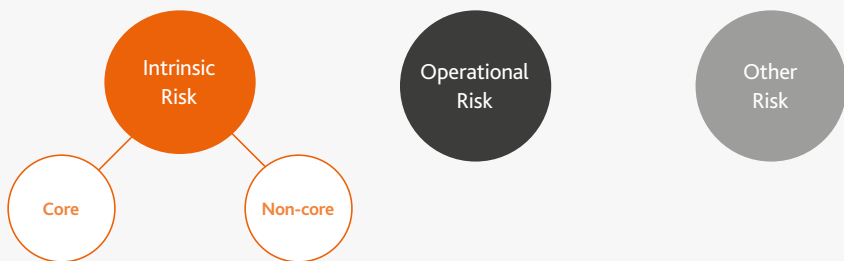 Intrinsic
Risk
Operational
Risk
Other
Risk
Core
Non-core